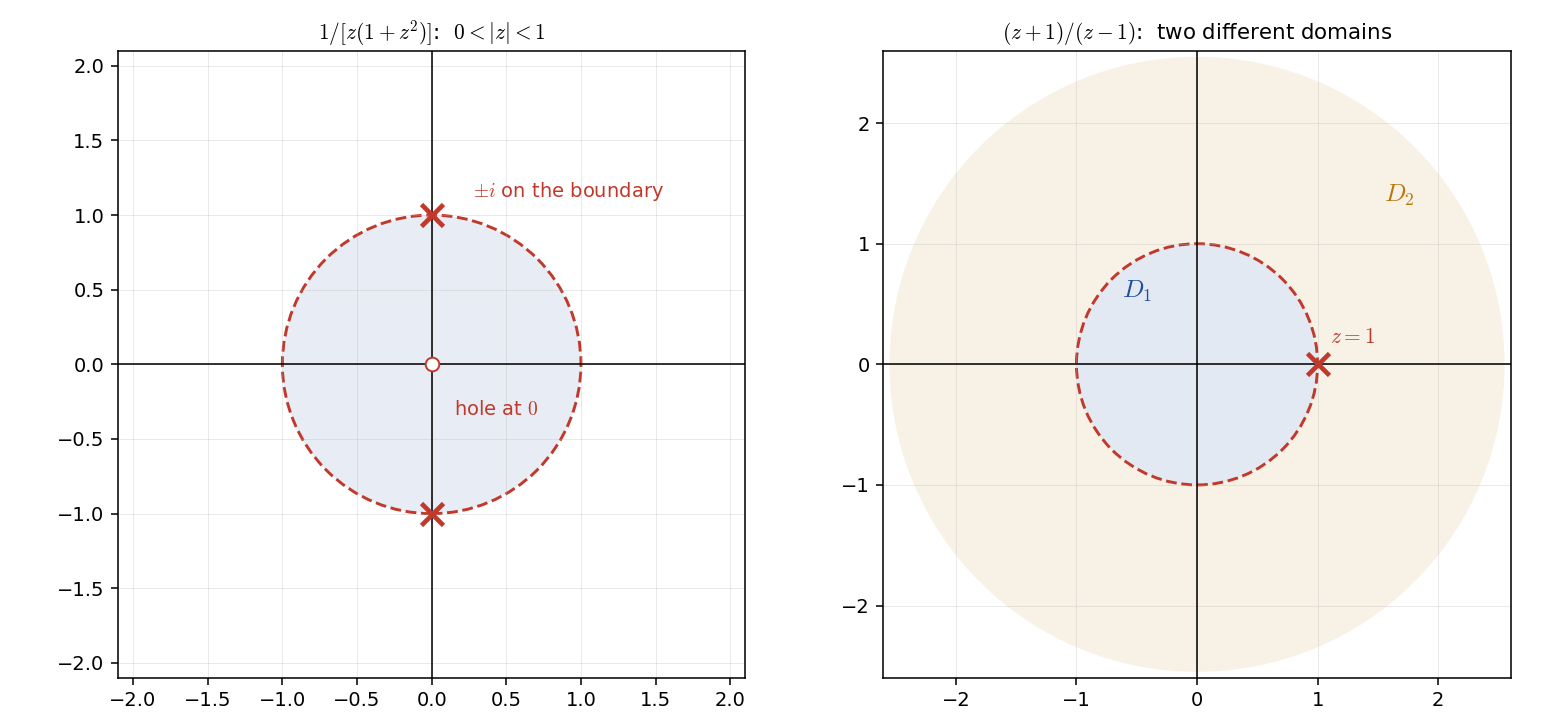 1/[z(1 + z²)]: 0 < |z| < 1
2.0
1.5
1.0
0.5
0.0
−0.5
−1.0
−1.5
−2.0
±i on the boundary
hole at 0
−2.0 −1.5 −1.0 −0.5 0.0 0.5 1.0 1.5 2.0
(z + 1)/(z − 1): two different domains
2
1
0
−1
−2
D₂
D₁
z = 1
−2 −1 0 1 2